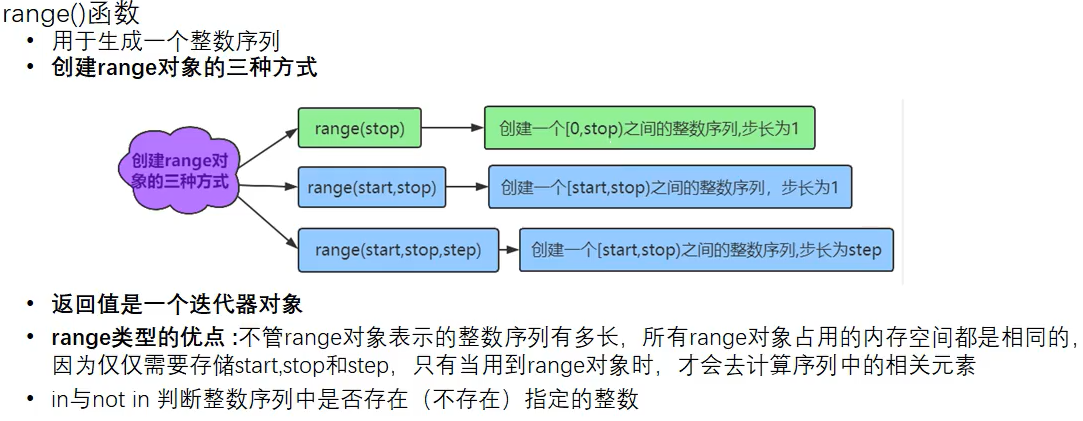 range()函数
• 用于生成一个整数序列
• 创建range对象的三种方式
创建range对
象的三种方式
range(stop)
创建一个[0,stop)之间的整数序列,步长为1
range(start,stop)
创建一个[start,stop)之间的整数序列，步长为1
range(start,stop,step)
创建一个[start,stop)之间的整数序列,步长为step
• 返回值是一个迭代器对象
• range类型的优点 :不管range对象表示的整数序列有多长，所有range对象占用的内存空间都是相同的，
因为仅仅需要存储start,stop和step，只有当用到range对象时，才会去计算序列中的相关元素
• in与not in 判断整数序列中是否存在（不存在）指定的整数